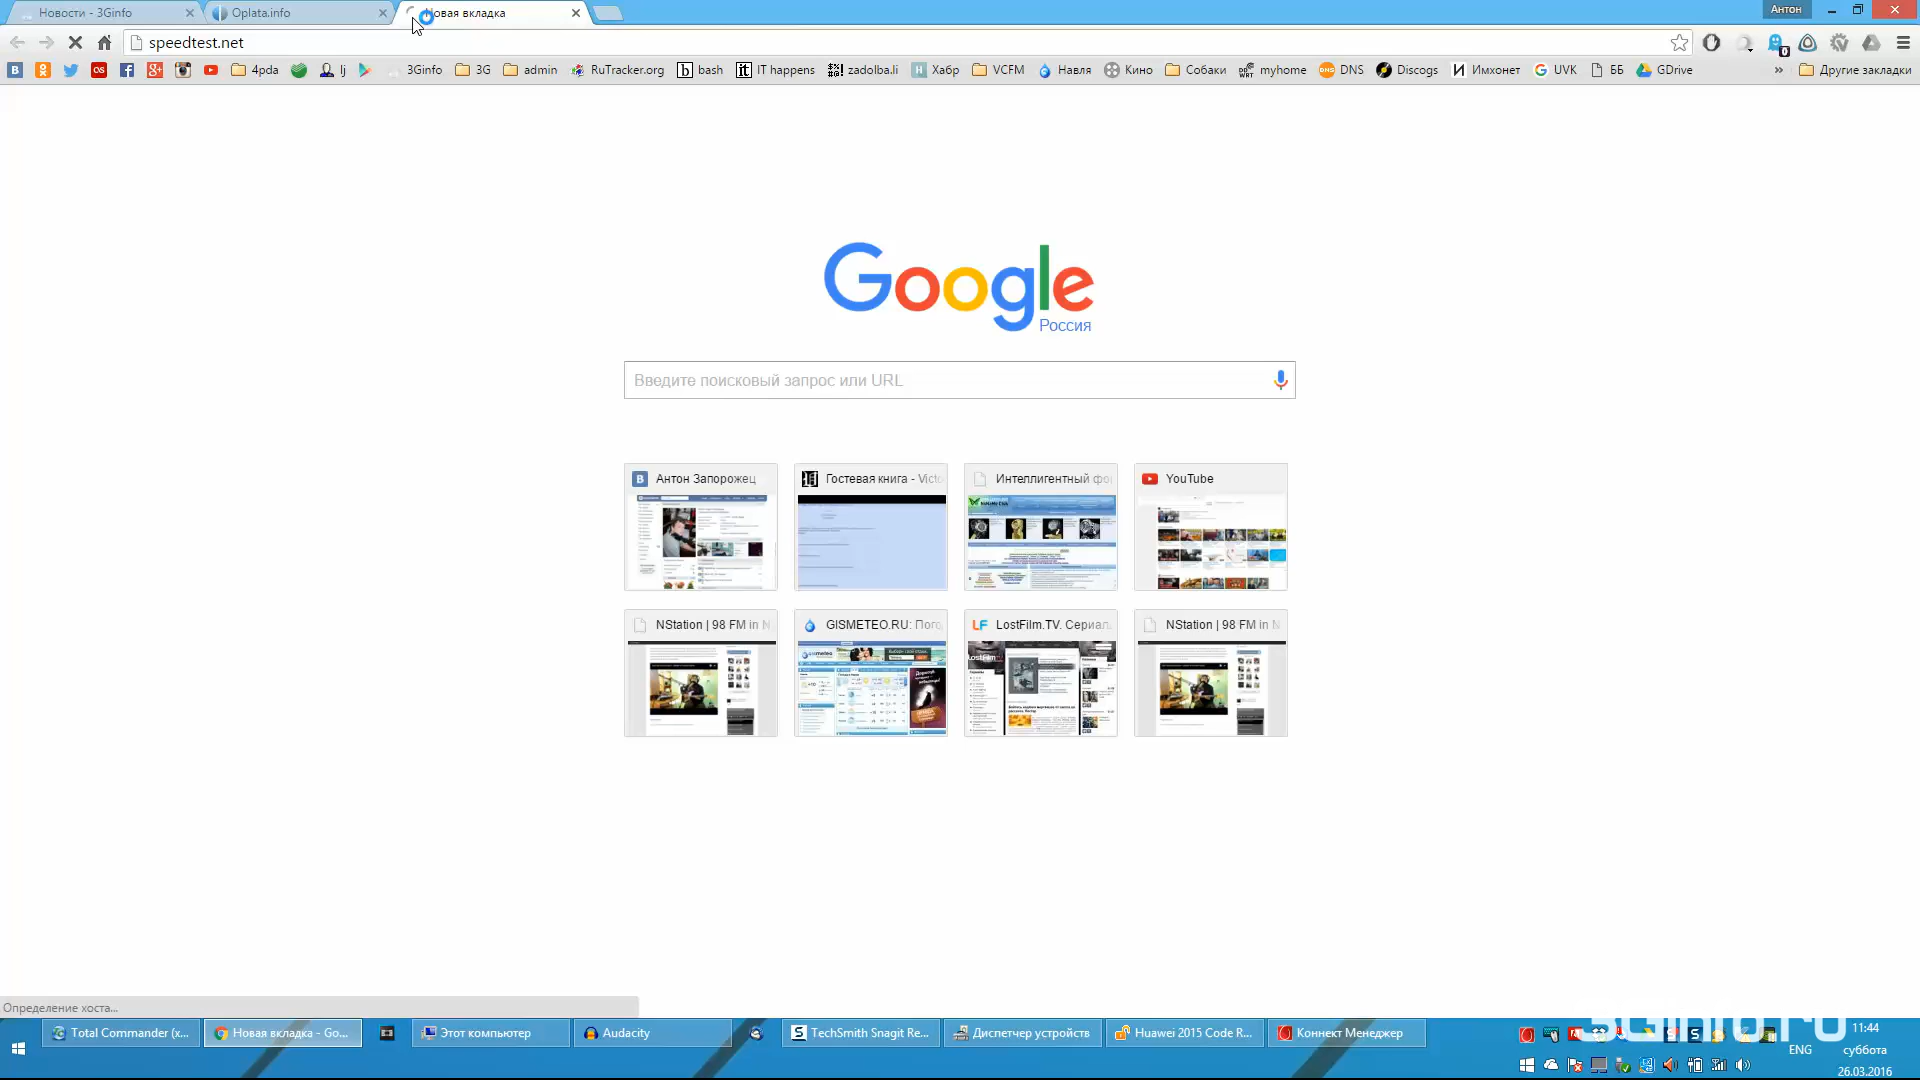 Новости - 3Ginfo
Oplata.info
овая вкладка
Антон
speedtest.net
4pda
lj
3Ginfo
3G
admin
RuTracker.org
bash
IT happens
zadolba.li
Хабр
VCFM
Навля
Кино
Собаки
myhome
DNS
Discogs
Имхонет
UVK
ББ
GDrive
»
Другие закладки
Google
Россия
Введите поисковый запрос или URL
Антон Запорожец
Гостевая книга - Victo
Интеллигентный фо
YouTube
NStation | 98 FM in N
GISMETEO.RU: Пого
LostFilm.TV. Сериал
NStation | 98 FM in N
Определение хоста...
Total Commander (x...
Новая вкладка - Go...
Этот компьютер
Audacity
TechSmith Snagit Re...
Диспетчер устройств
Huawei 2015 Code R...
Коннект Менеджер
3Ginfo.ru
ENG
11:44
суббота
26.03.2016